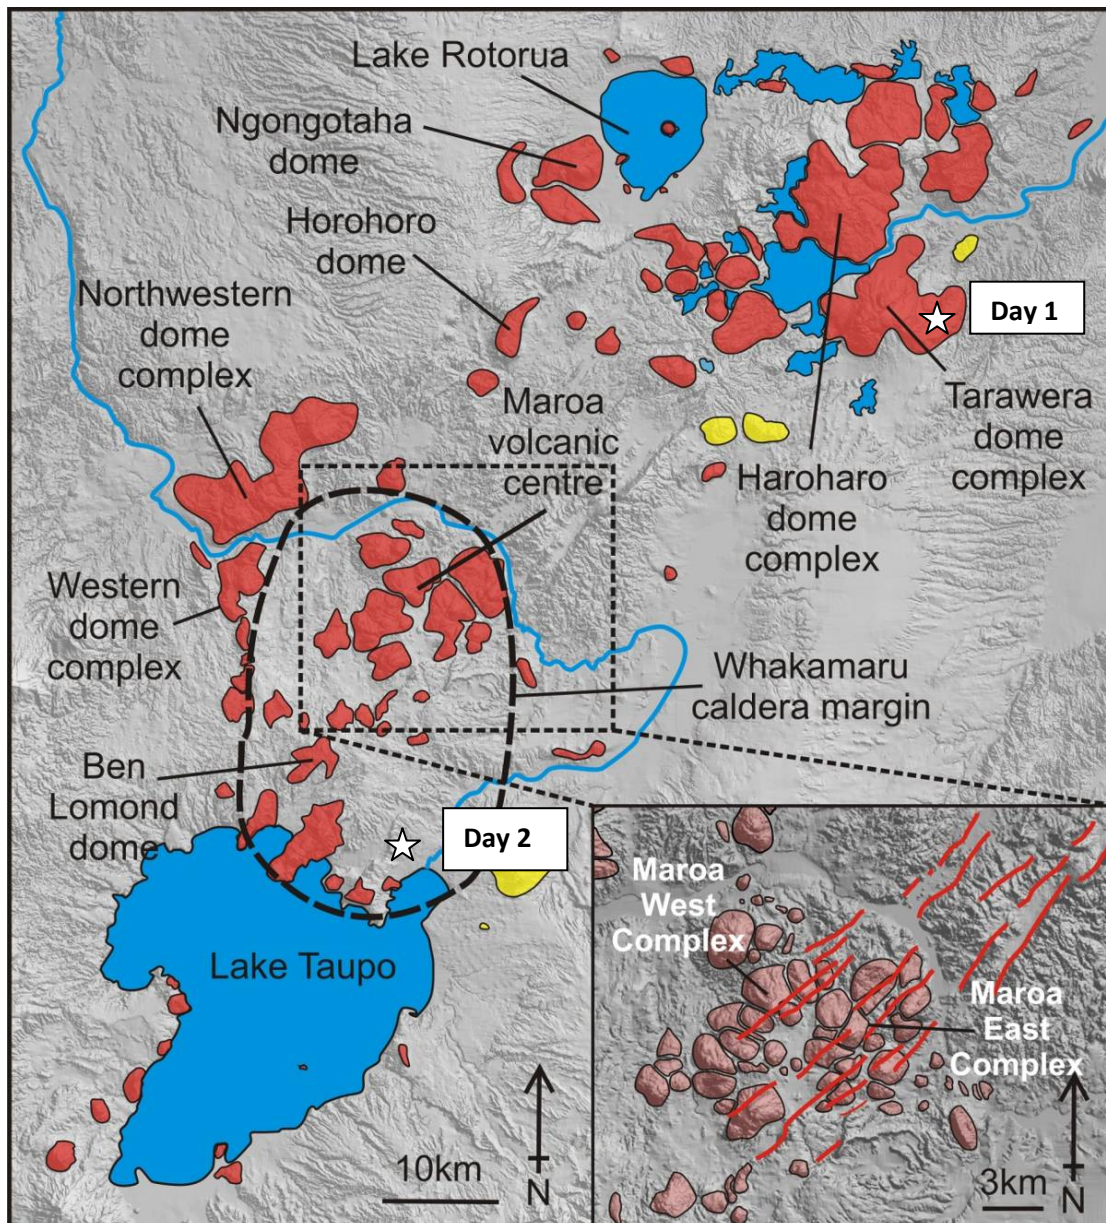 Lake Rotorua
Ngongotaha
dome
Horohoro
dome
Northwestern
dome
complex
Maroa
volcanic
centre
Day 1
Tarawera
dome
complex
Haroharo
dome
complex
Western
dome
complex
Whakamaru
caldera margin
Ben
Lomond
dome
Day 2
Lake Taupo
10km
N
Maroa
West
Complex
Maroa
East
Complex
3km
N